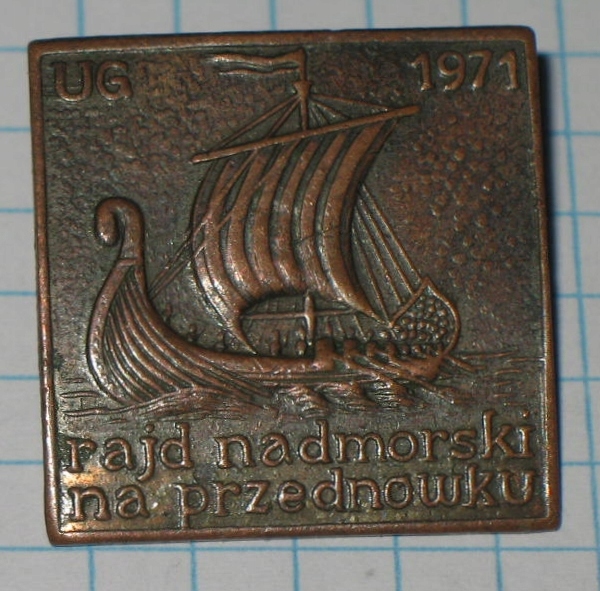 UG 1971
rajd nadmorski
na przednowku